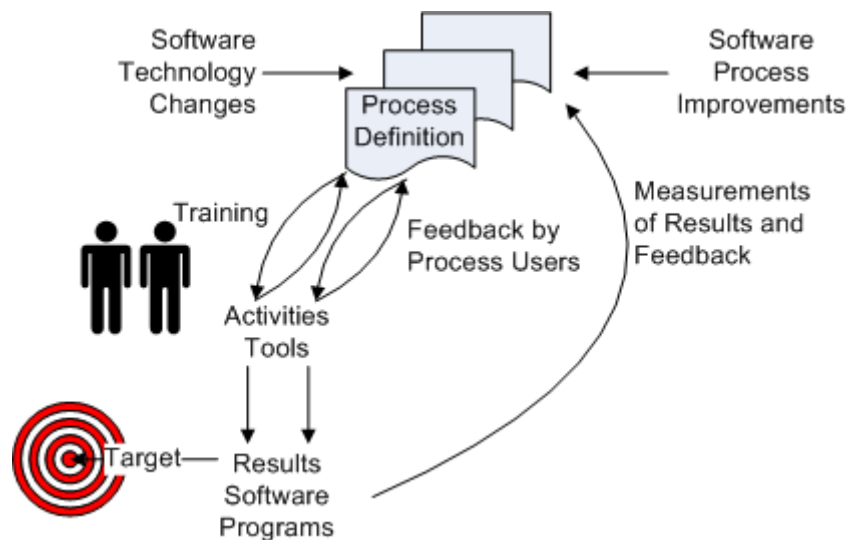 Software
Technology
Changes
Process
Definition
Software
Process
Improvements
Training
Feedback by
Process Users
Measurements
of Results and
Feedback
Activities
Tools
Target
Results
Software
Programs